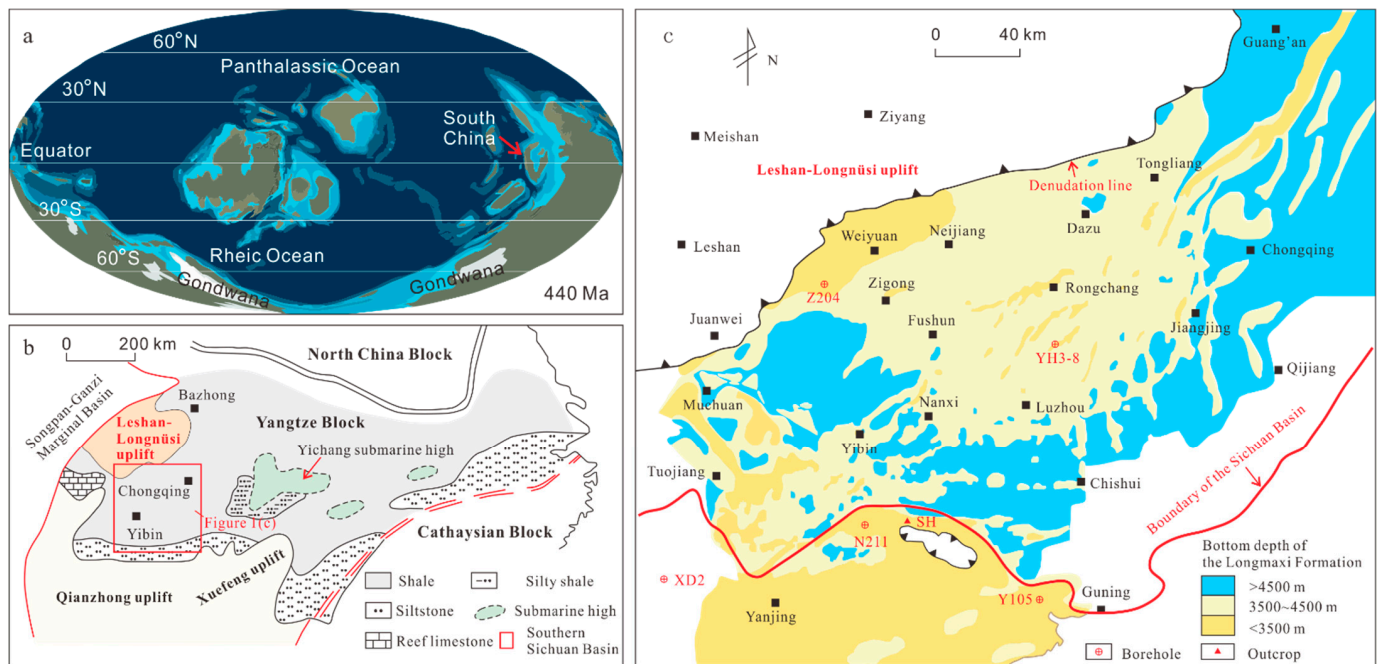 a
60°N
Panthalassic Ocean
30°N
South
China
Equator
30°S
Rheic Ocean
60°S
Gondwana
Gondwana
440 Ma
b
0
200 km
North China Block
Songpan-Ganzi
Marginal Basin
Bazhong
Leshan-
Longnüsi
uplift
Yangtze Block
Yichang submarine high
Chongqing
Yibin
Figure 1(c)
Cathaysian Block
Xuefeng uplift
Qianzhong uplift
Shale
Silty shale
Siltstone
Submarine high
Reef limestone
Southern
Sichuan Basin
c
N
0
40 km
Guang'an
Ziyang
Meishan
Leshan-Longnüsi uplift
Tongliang
Denudation line
Dazu
Weiyuan
Neijiang
Leshan
Chongqing
Z204
Zigong
Rongchang
Juanwei
Fushun
Jiangjing
YH3-8
Qijiang
Muchuan
Nanxi
Luzhou
Yibin
Tuojiang
Chishui
Boundary of the Sichuan Basin
SH
N211
XD2
Y105
Guning
Yanjing
Bottom depth of
the Longmaxi Formation
>4500 m
3500~4500 m
<3500 m
Borehole
Outcrop